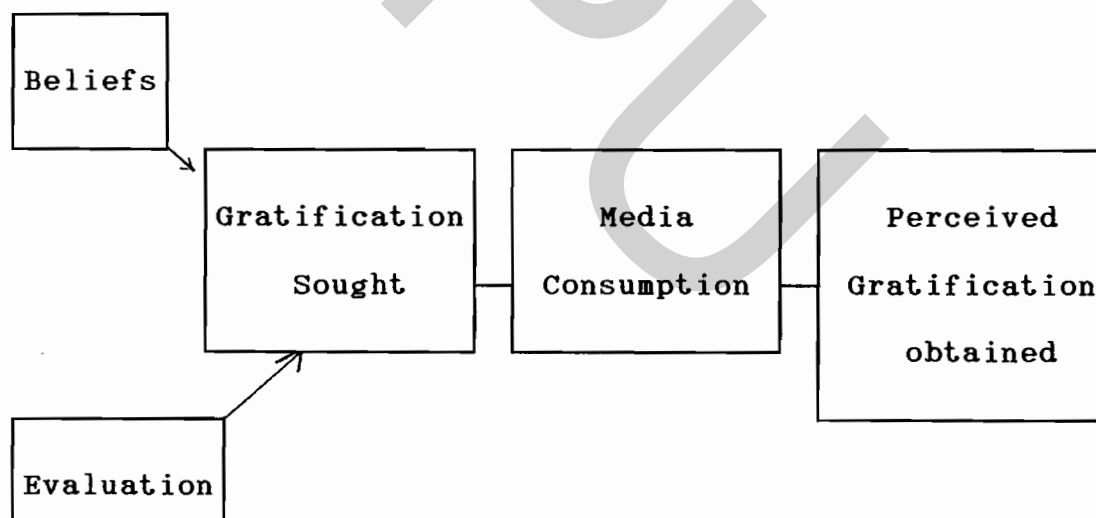 Beliefs
Gratification
Sought
Media
Consumption
Perceived
Gratification
obtained
Evaluation